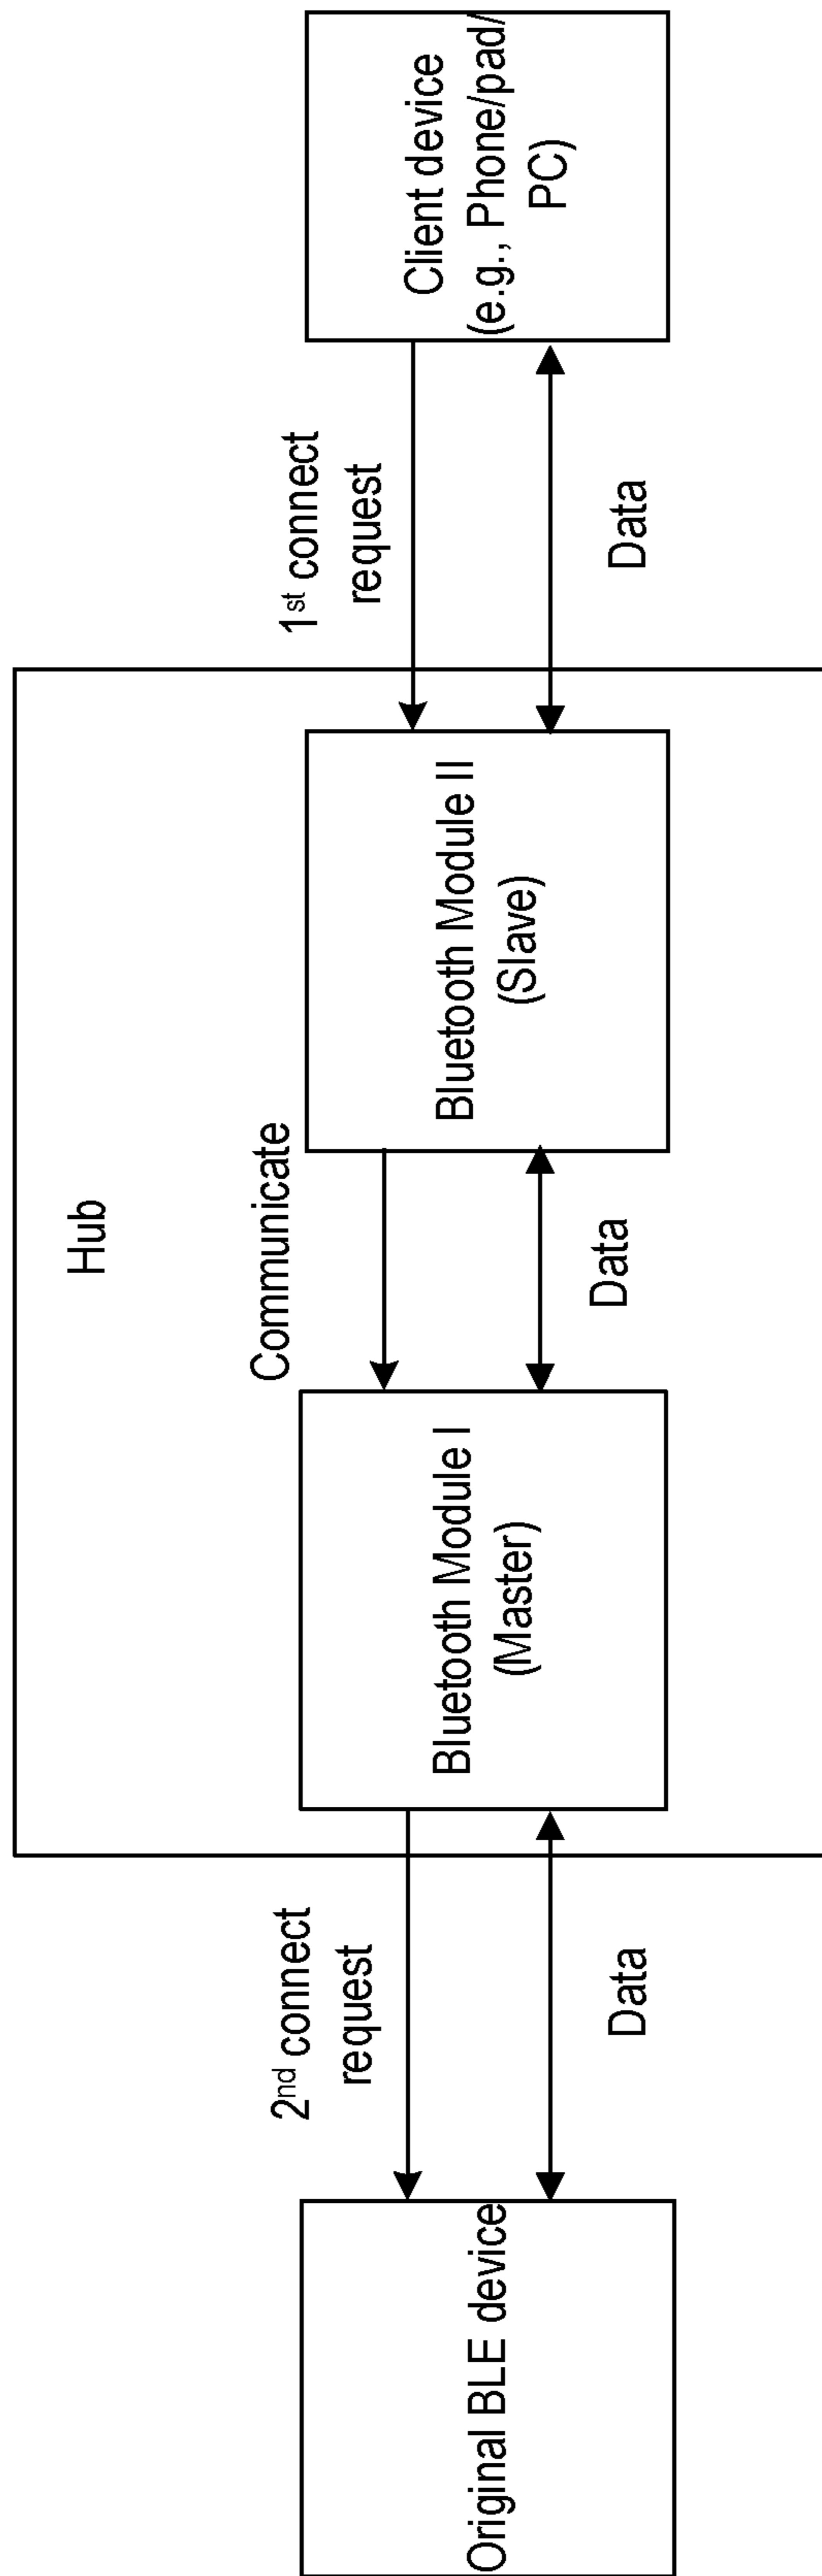 Hub
Original BLE device
2nd connect
request
Data
Bluetooth Module I
(Master)
Communicate
Data
Bluetooth Module II
(Slave)
1st connect
request
Data
Client device
(e.g., Phone/pad/
PC)